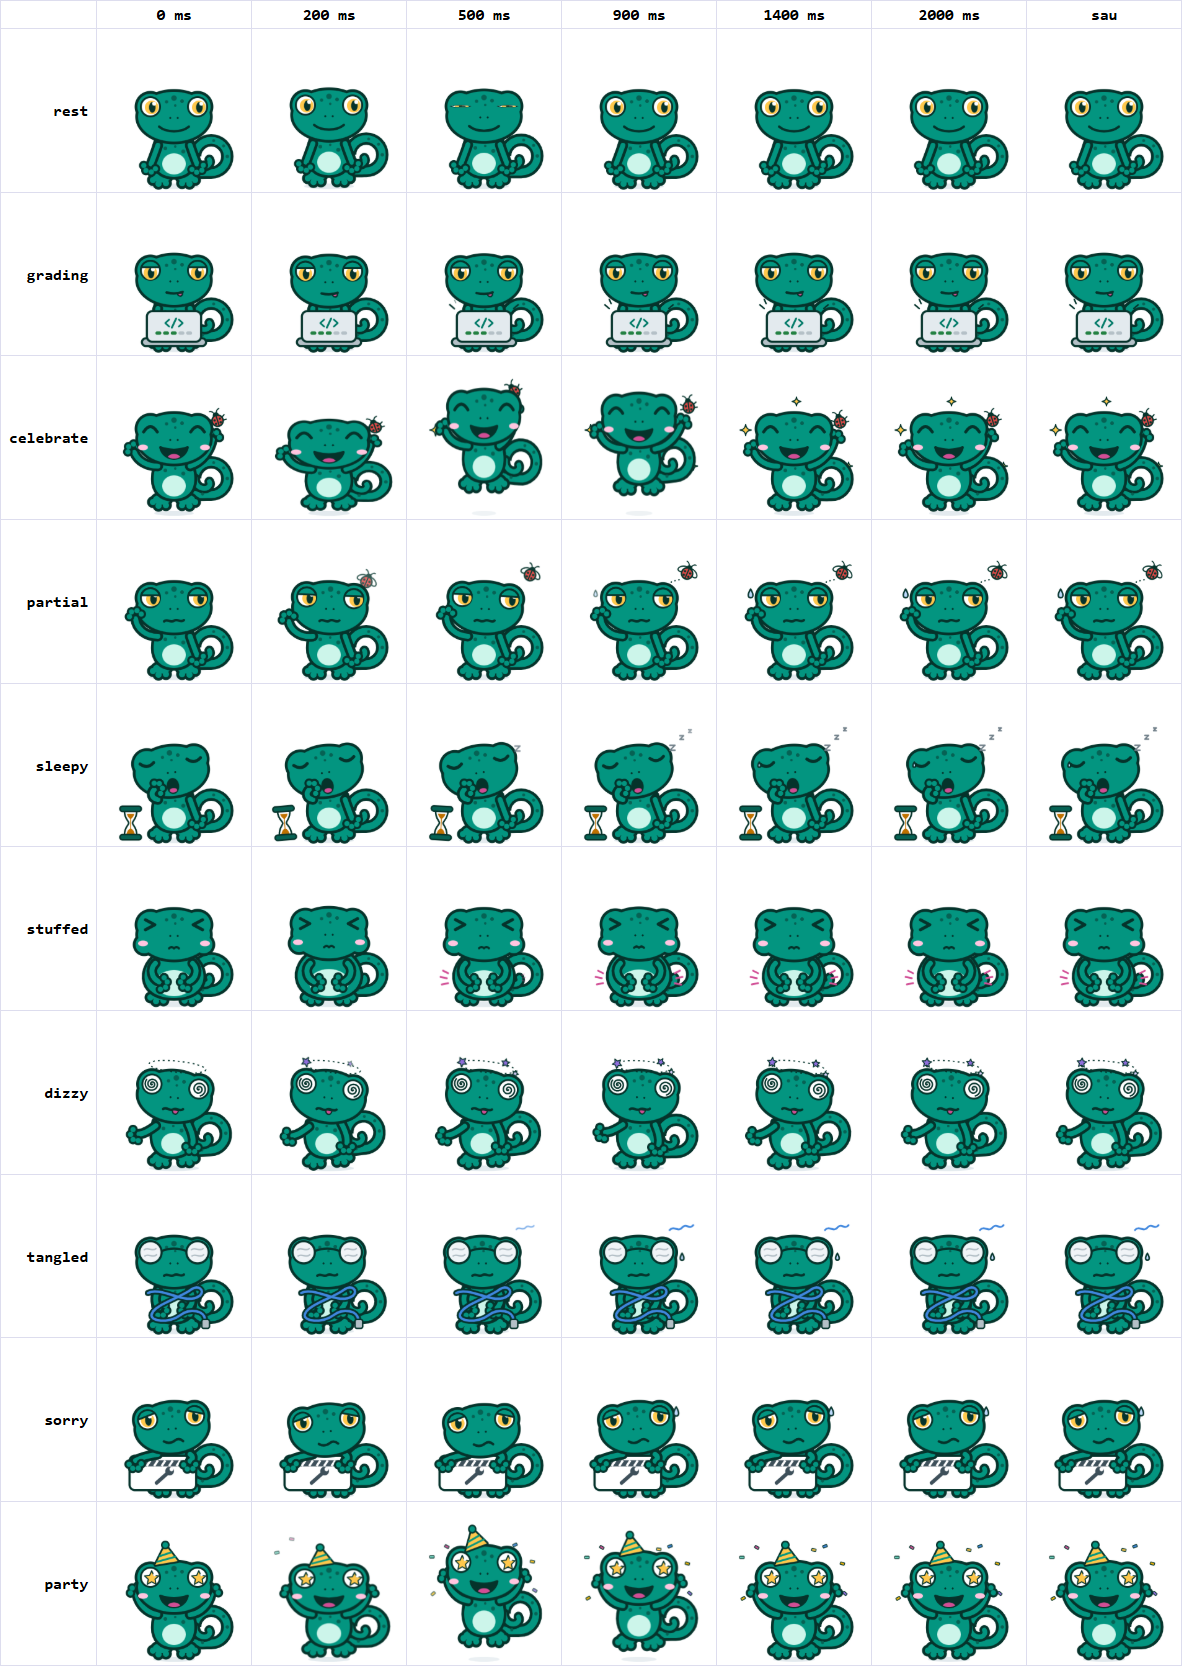 0 ms 200 ms 500 ms 900 ms 1400 ms 2000 ms sau
rest
grading
</> </> </> </> </> </> </>
celebrate
partial
sleepy
z z z z z z z z z z z z z
stuffed
dizzy
tangled
sorry
party